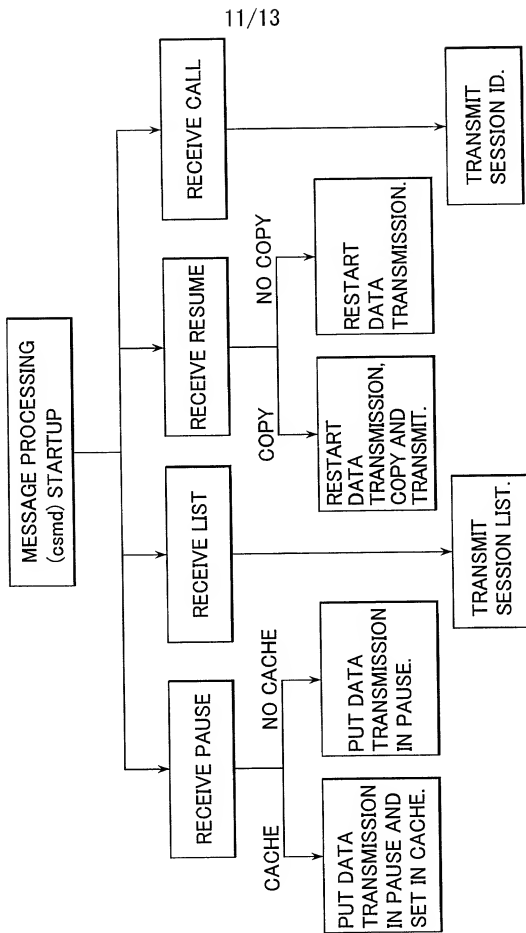 11/13
MESSAGE PROCESSING
(csmd) STARTUP
RECEIVE PAUSE
RECEIVE LIST
RECEIVE RESUME
RECEIVE CALL
CACHE
NO CACHE
COPY
NO COPY
PUT DATA
TRANSMISSION
IN PAUSE AND
SET IN CACHE.
PUT DATA
TRANSMISSION
IN PAUSE.
TRANSMIT
SESSION LIST.
RESTART
DATA
TRANSMISSION,
COPY AND
TRANSMIT.
RESTART
DATA
TRANSMISSION.
TRANSMIT
SESSION ID.